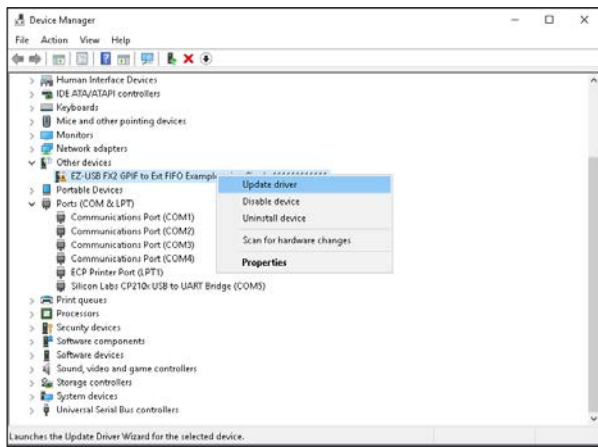 Device Manager
File Action View Help
Human Interface Devices
IDE ATA/ATAPI controllers
Keyboards
Mice and other pointing devices
Monitors
Network adapters
Other devices
EZ-USB FX2 GPIF to Ext FIFO Example
Update driver
Portable Devices
Disable device
Ports (COM & LPT)
Communications Port (COM1)
Uninstall device
Communications Port (COM2)
Communications Port (COM3)
Scan for hardware changes
Communications Port (COM4)
Properties
ECP Printer Port (LPT1)
Silicon Labs CP210x USB to UART Bridge (COM5)
Print queues
Processors
Security devices
Software components
Software devices
Sound, video and game controllers
Storage controllers
System devices
Universal Serial Bus controllers
Launches the Update Driver Wizard for the selected device.